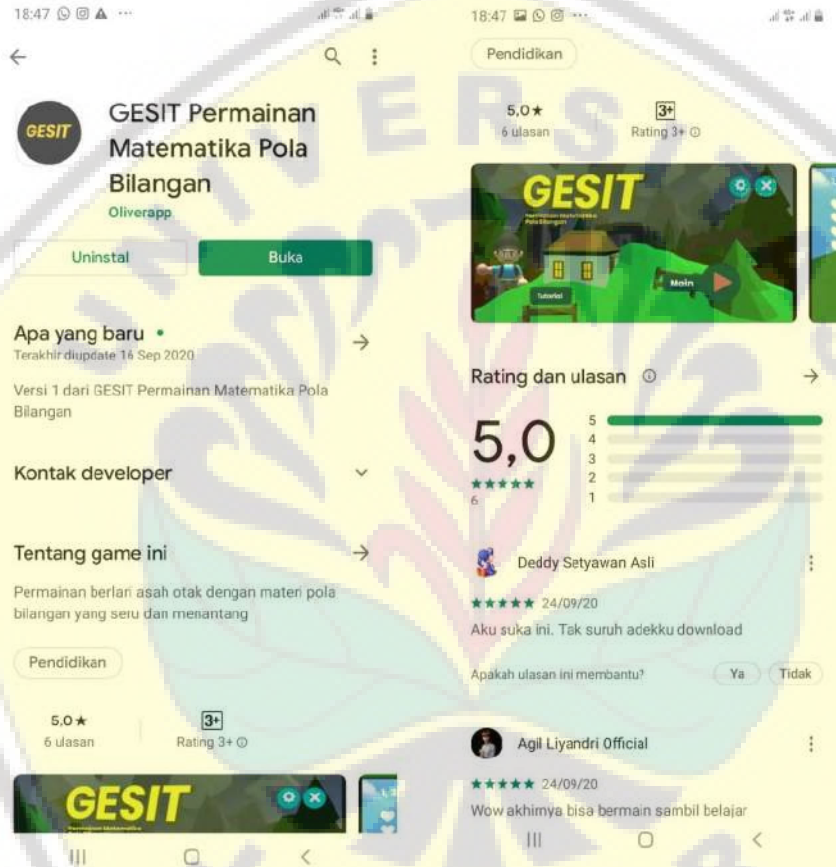 18:47
GESIT
GESIT Permainan
Matematika Pola
Bilangan
Oliverapp
Uninstal
Buka
Apa yang baru
Terakhir diupdate 16 Sep 2020
Versi 1 dari GESIT Permainan Matematika Pola
Bilangan
Kontak developer
Tentang game ini
Permainan berlari asah otak dengan materi pola
bilangan yang seru dan menantang
Pendidikan
5,0★
6 ulasan
3+
Rating 3+
GESIT
18:47
Pendidikan
5,0★
6 ulasan
3+
Rating 3+
GESIT
Permainan Matematika
Pola Bilangan
Main
Tutorial
Rating dan ulasan
5,0
5
4
3
2
1
★★★★★
6
Deddy Setyawan Asli
★★★★★ 24/09/20
Aku suka ini. Tak suruh adekku download
Apakah ulasan ini membantu?
Ya
Tidak
Agil Liyandri Official
★★★★★ 24/09/20
Wow akhirnya bisa bermain sambil belajar